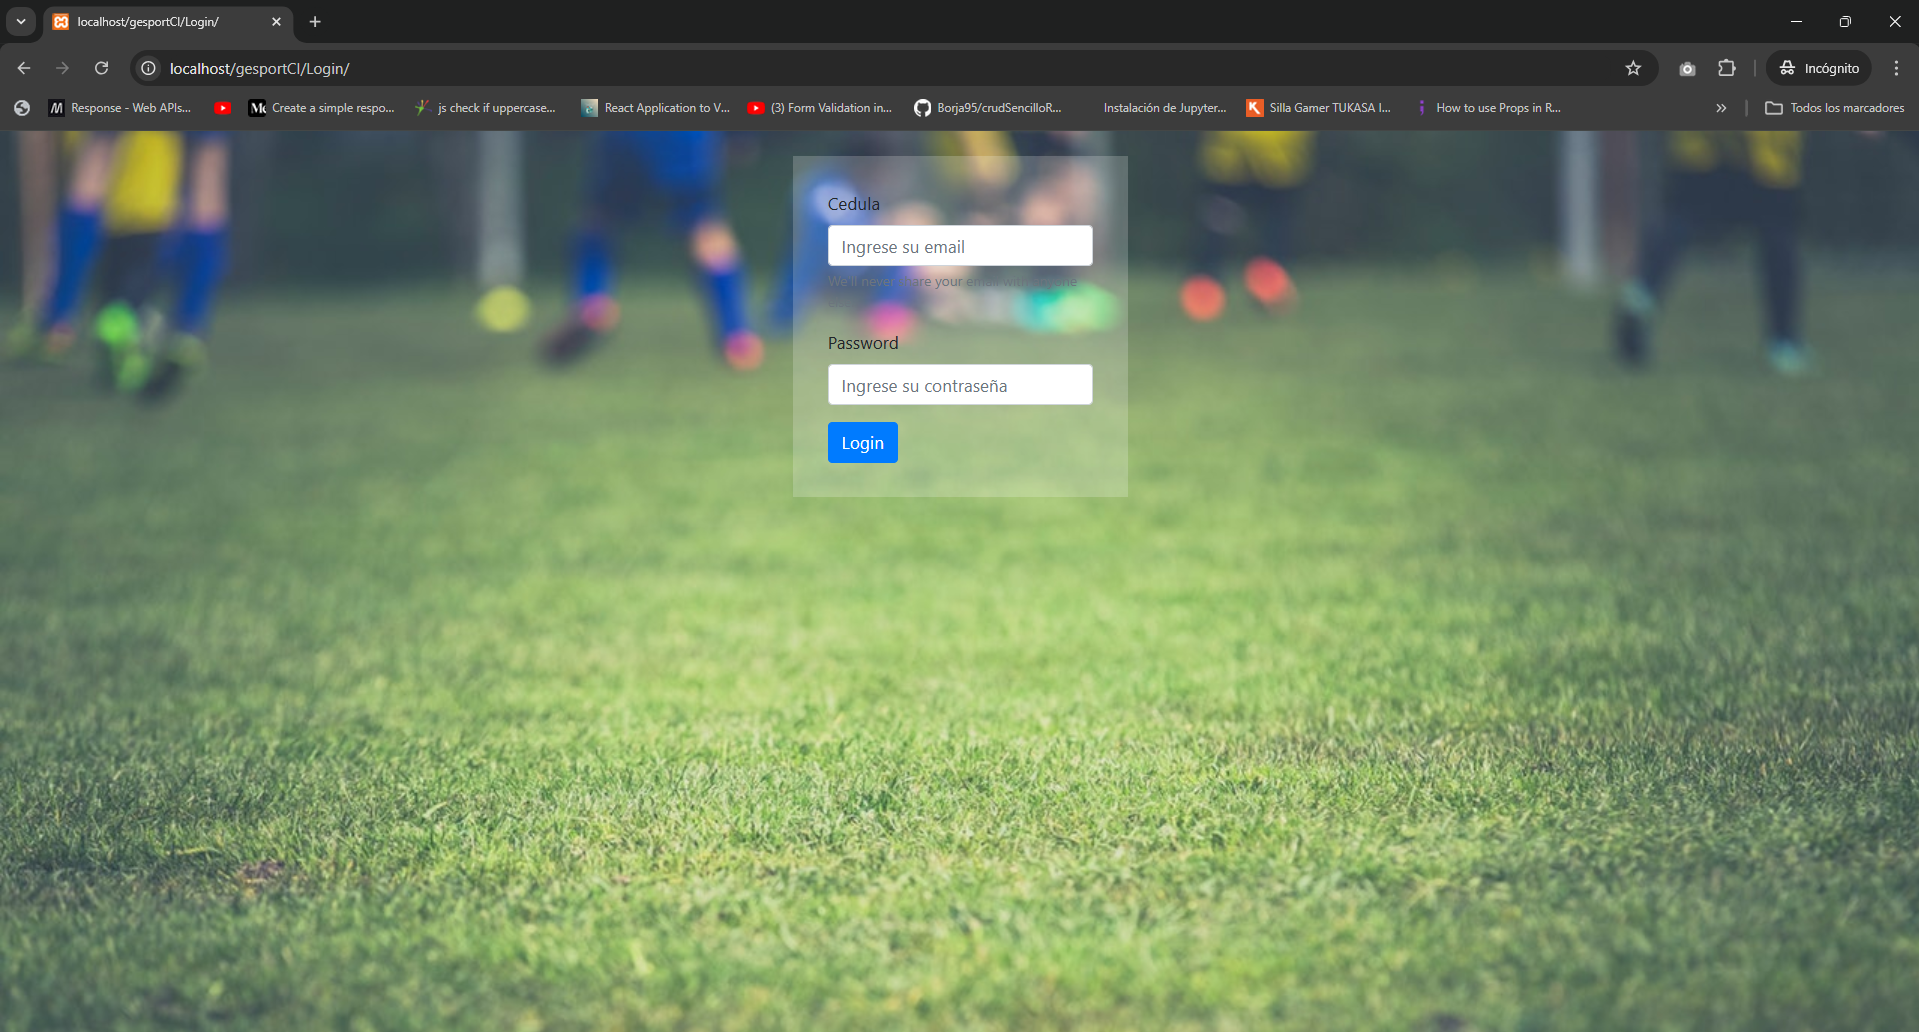 localhost/gesportCI/Login/
localhost/gesportCI/Login/
Incógnito
Response - Web APIs...
Create a simple respo...
js check if uppercase...
React Application to V...
(3) Form Validation in...
Borja95/crudSencilloR...
Instalación de Jupyter...
Silla Gamer TUKASA I...
How to use Props in R...
»
Todos los marcadores
Cedula
Ingrese su email
We'll never share your email with anyone
Password
Ingrese su contraseña
Login